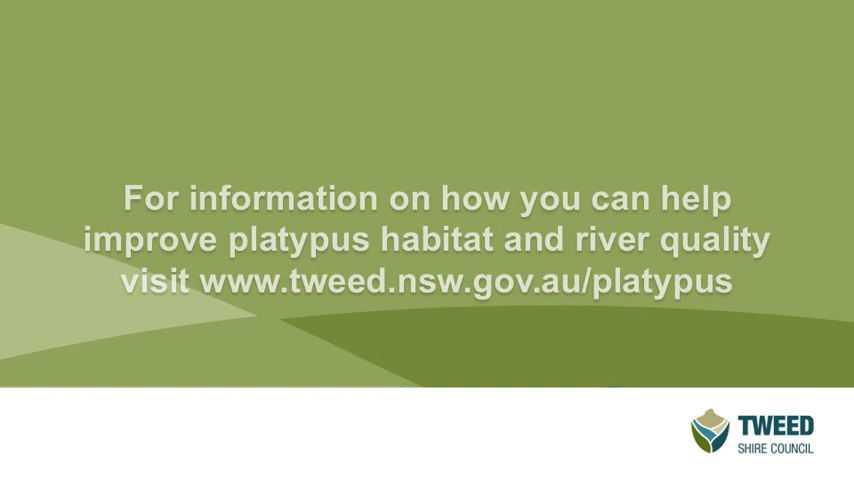 For information on how you can help
improve platypus habitat and river quality
visit www.tweed.nsw.gov.au/platypus
TWEED
SHIRE COUNCIL